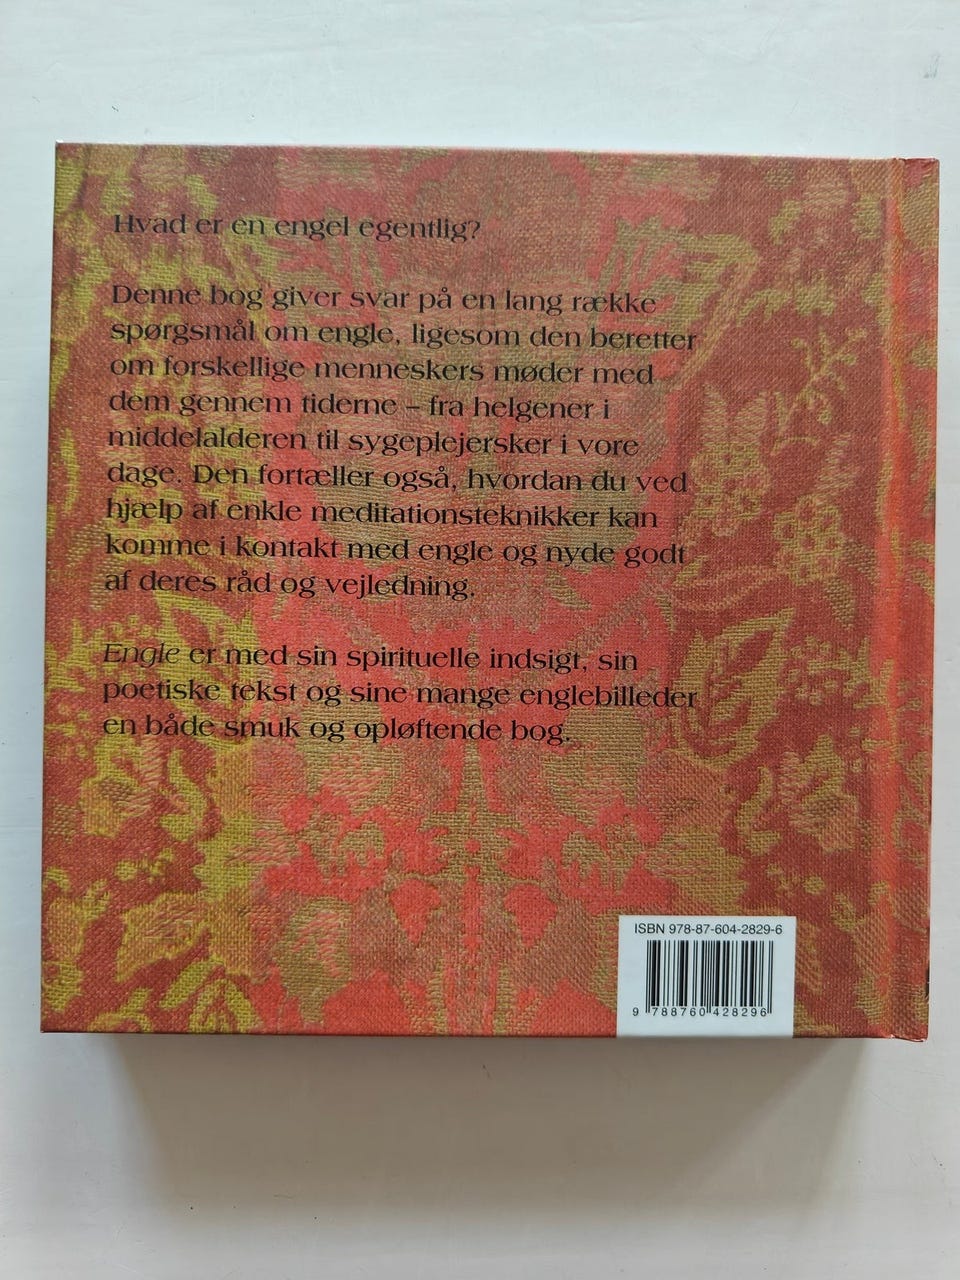 Hvad er en engel egentlig?
Denne bog giver svar på en lang række
spørgsmål om engle, ligesom den beretter
om forskellige menneskers møder med
dem gennem tiderne – fra helgener i
middelalderen til sygeplejersker i vore
dage. Den fortæller også, hvordan du ved
hjælp af enkle meditationsteknikker kan
komme i kontakt med engle og nyde godt
af deres råd og vejledning.
Engle er med sin spirituelle indsigt, sin
poetiske tekst og sine mange englebilleder
en både smuk og opløftende bog.
ISBN 978-87-604-2829-6
9 788760 428296